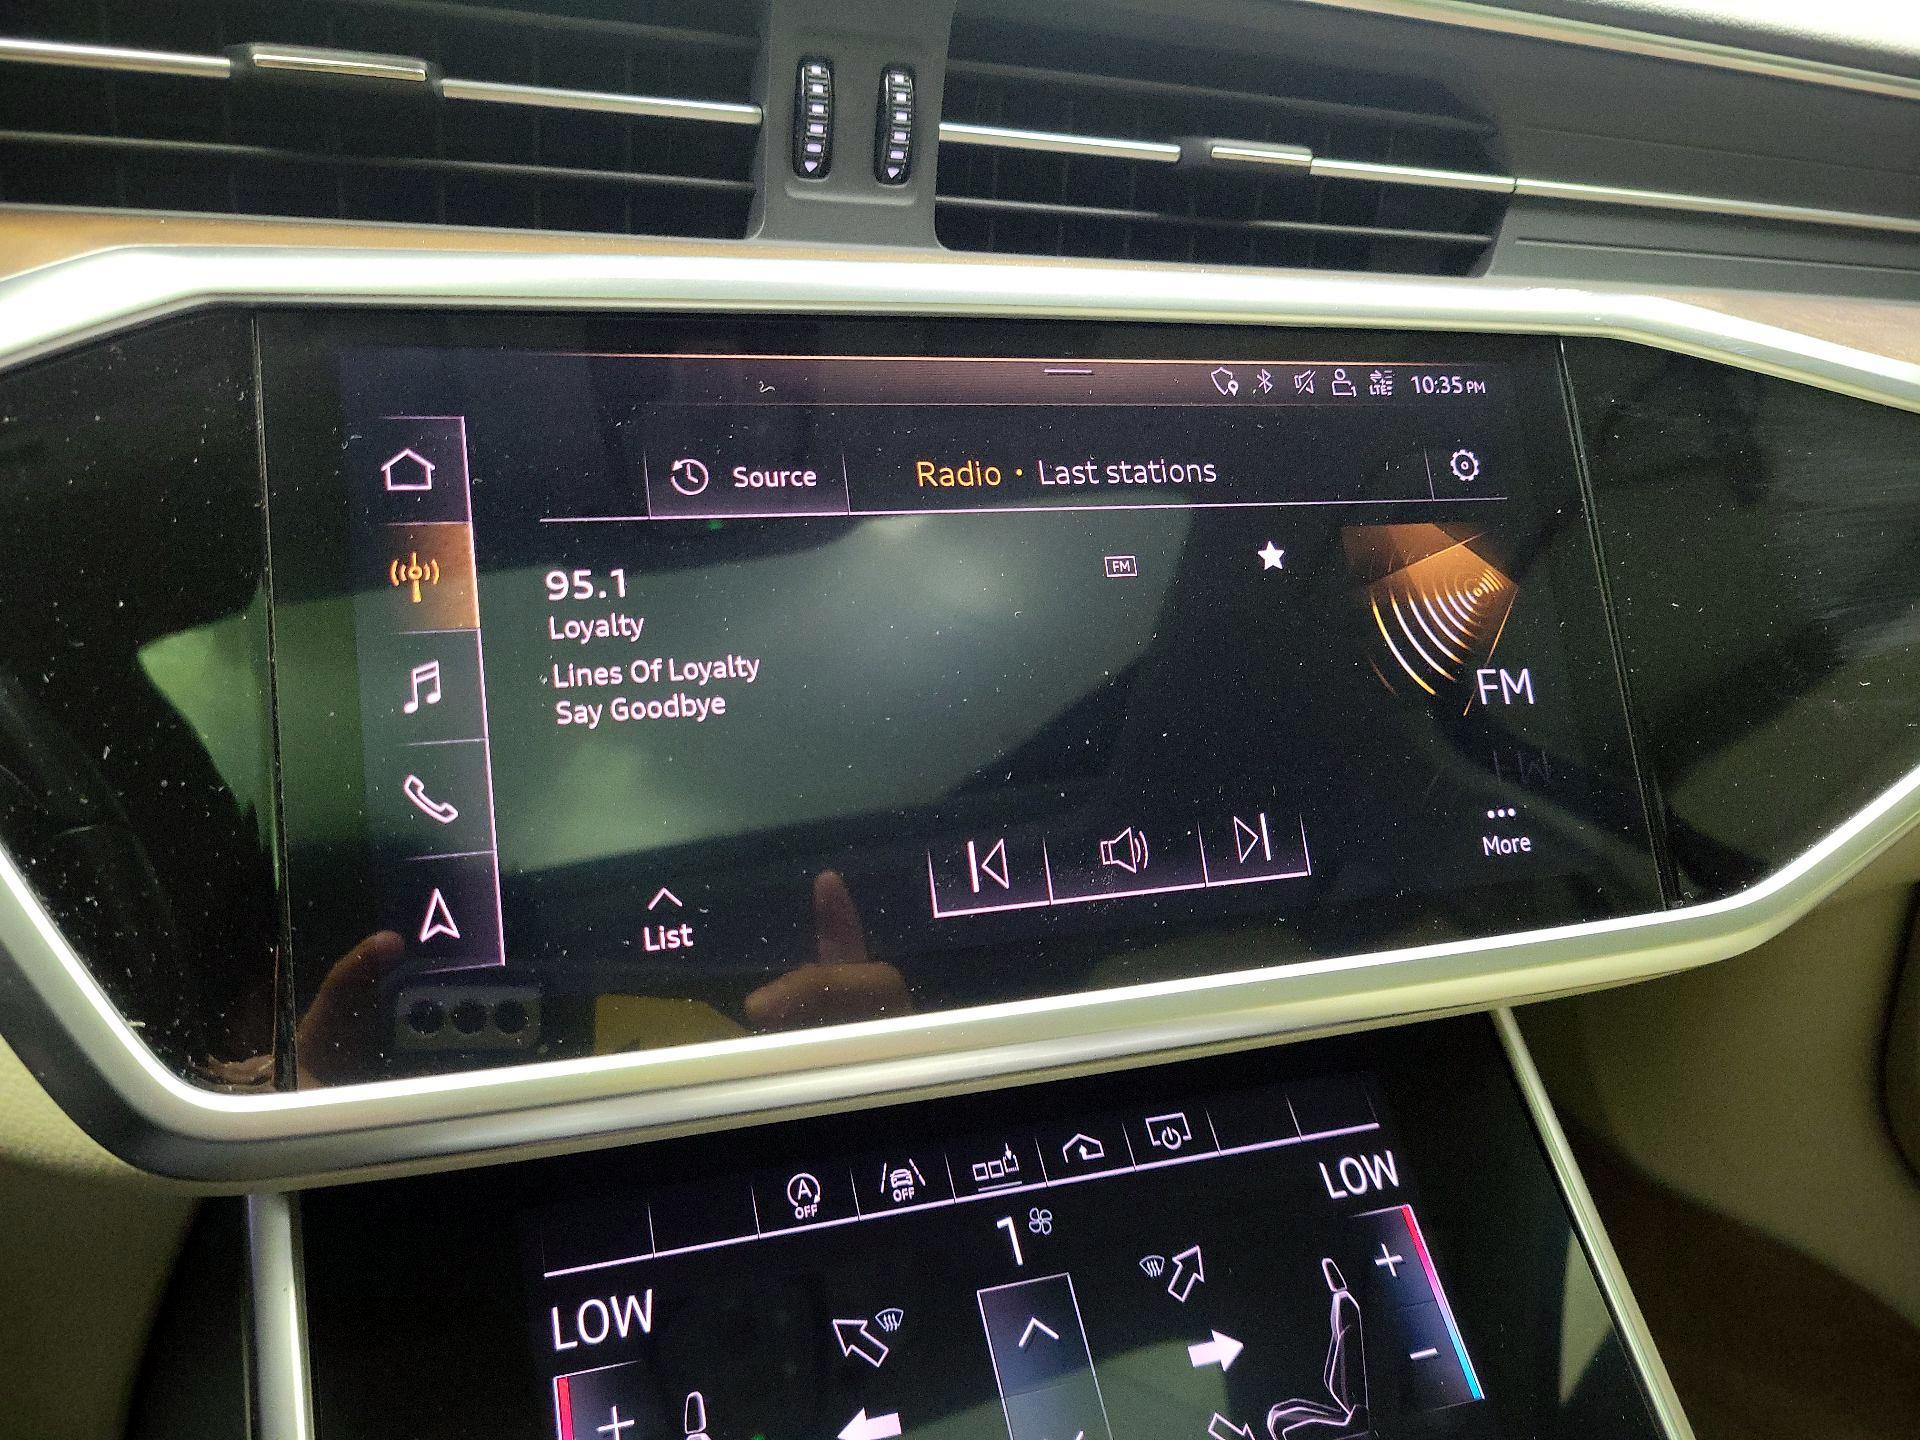 LTE 10:35 PM
Source Radio • Last stations
95.1 FM
Loyalty
Lines Of Loyalty
Say Goodbye
FM
More
List
A OFF OFF
LOW
1
LOW